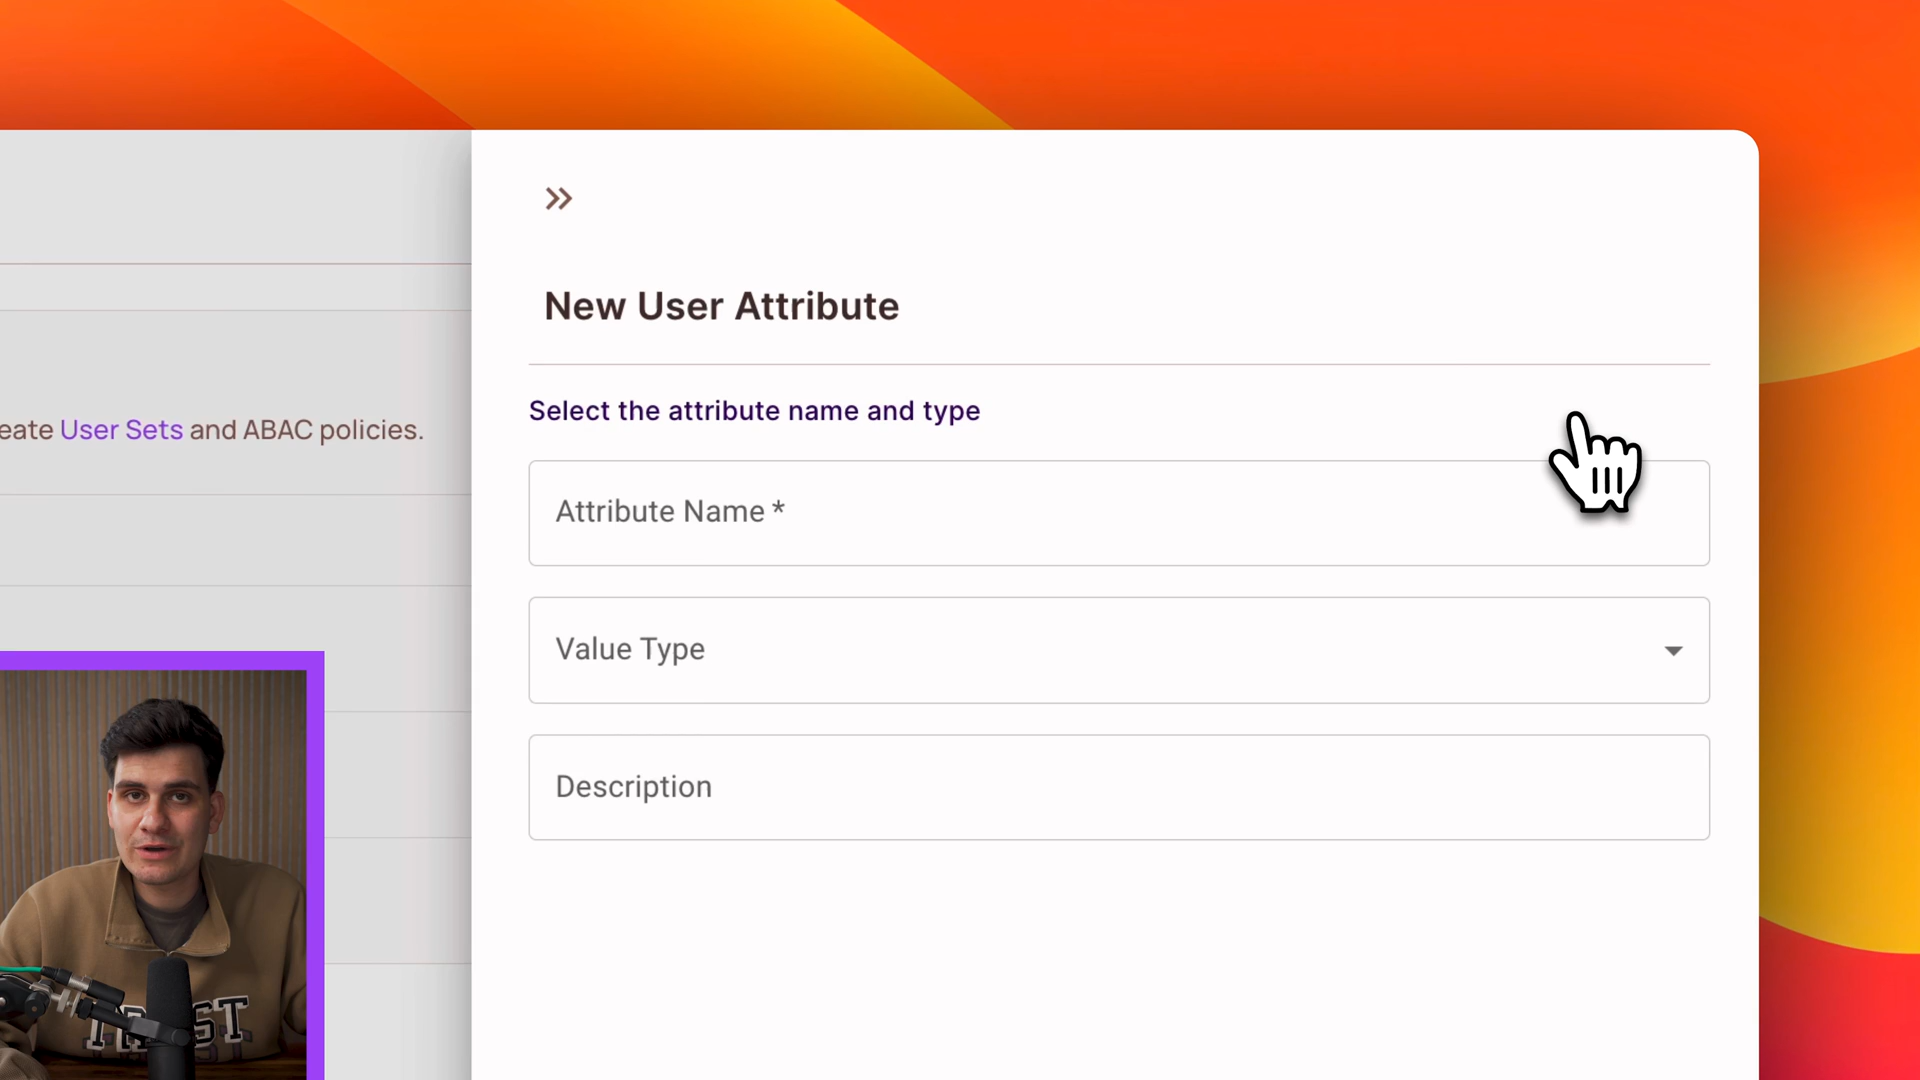 New User Attribute
Select the attribute name and type
eate User Sets and ABAC policies.
Attribute Name *
Value Type
Description